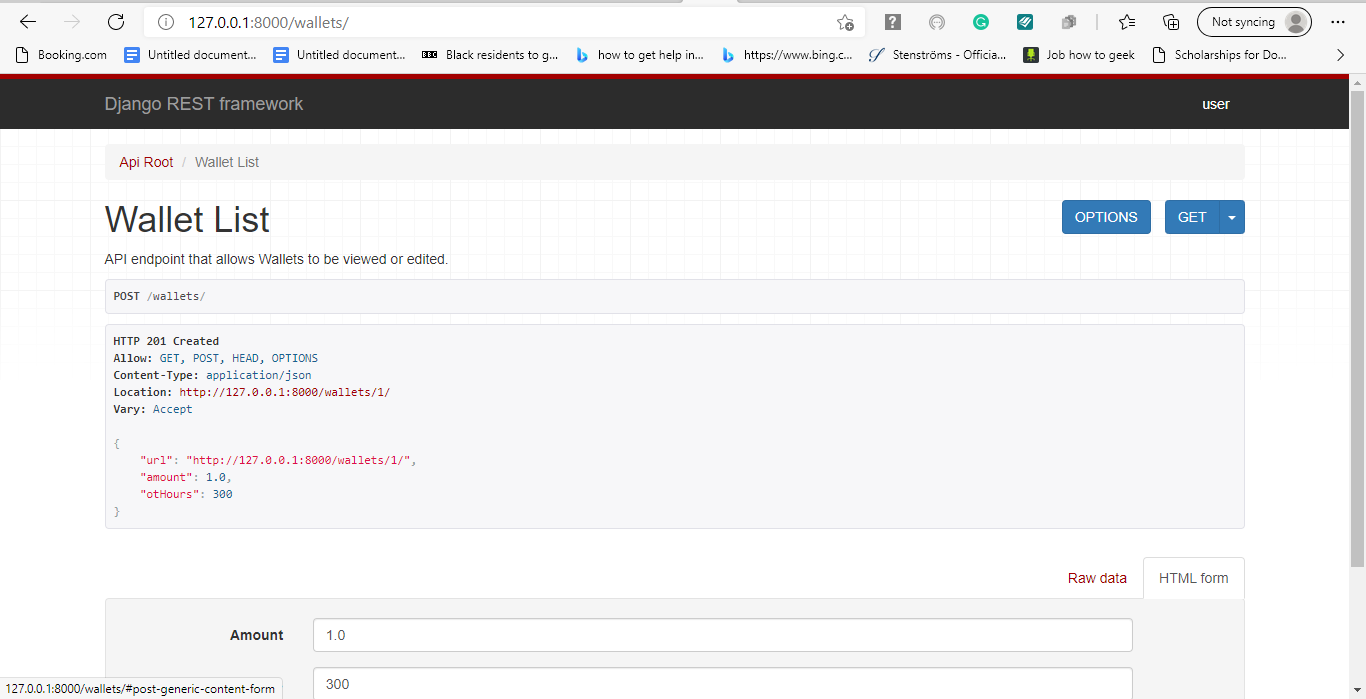 127.0.0.1:8000/wallets/
Not syncing
Booking.com Untitled document... Untitled document... BBC Black residents to g... how to get help in... https://www.bing.c... Stenströms - Officia... Job how to geek Scholarships for Do...
Django REST framework user
Api Root / Wallet List
Wallet List
OPTIONS GET
API endpoint that allows Wallets to be viewed or edited.
POST /wallets/
HTTP 201 Created
Allow: GET, POST, HEAD, OPTIONS
Content-Type: application/json
Location: http://127.0.0.1:8000/wallets/1/
Vary: Accept
{
"url": "http://127.0.0.1:8000/wallets/1/",
"amount": 1.0,
"otHours": 300
}
Raw data HTML form
Amount 1.0
300
127.0.0.1:8000/wallets/#post-generic-content-form